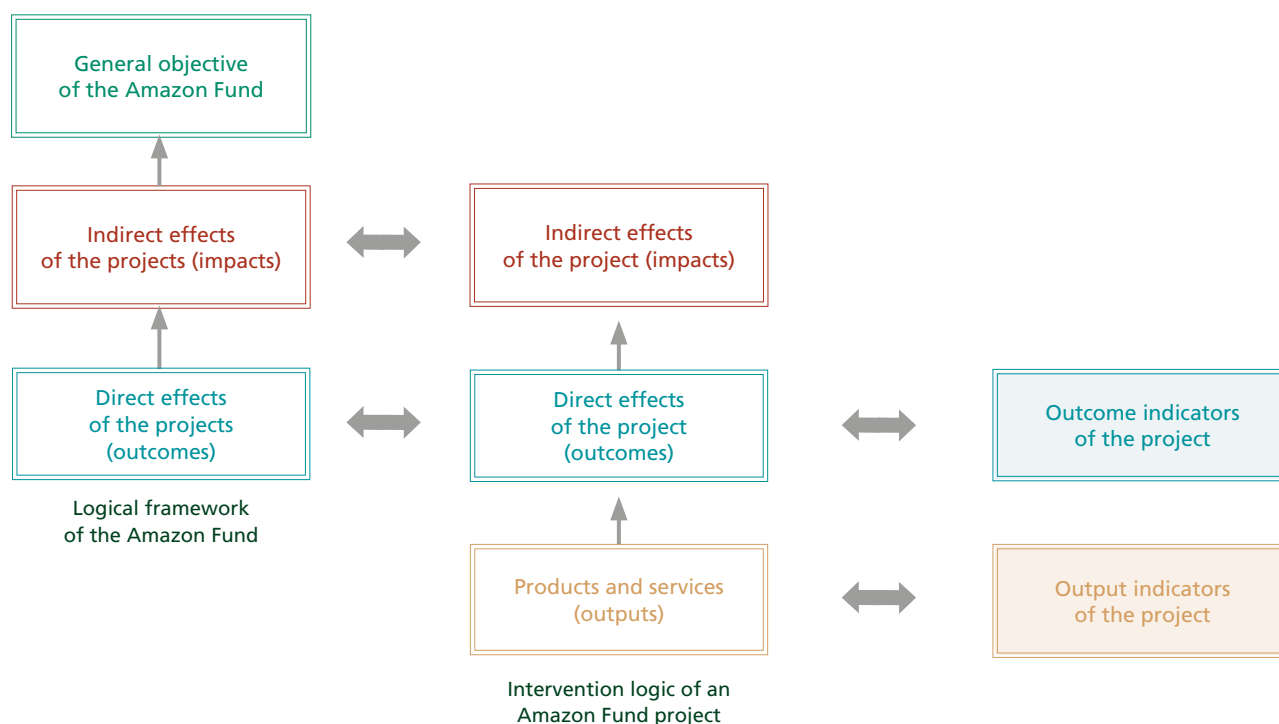 General objective
of the Amazon Fund
Indirect effects
of the projects (impacts)
Indirect effects
of the project (impacts)
Direct effects
of the projects
(outcomes)
Direct effects
of the project
(outcomes)
Outcome indicators
of the project
Logical framework
of the Amazon Fund
Products and services
(outputs)
Output indicators
of the project
Intervention logic of an
Amazon Fund project